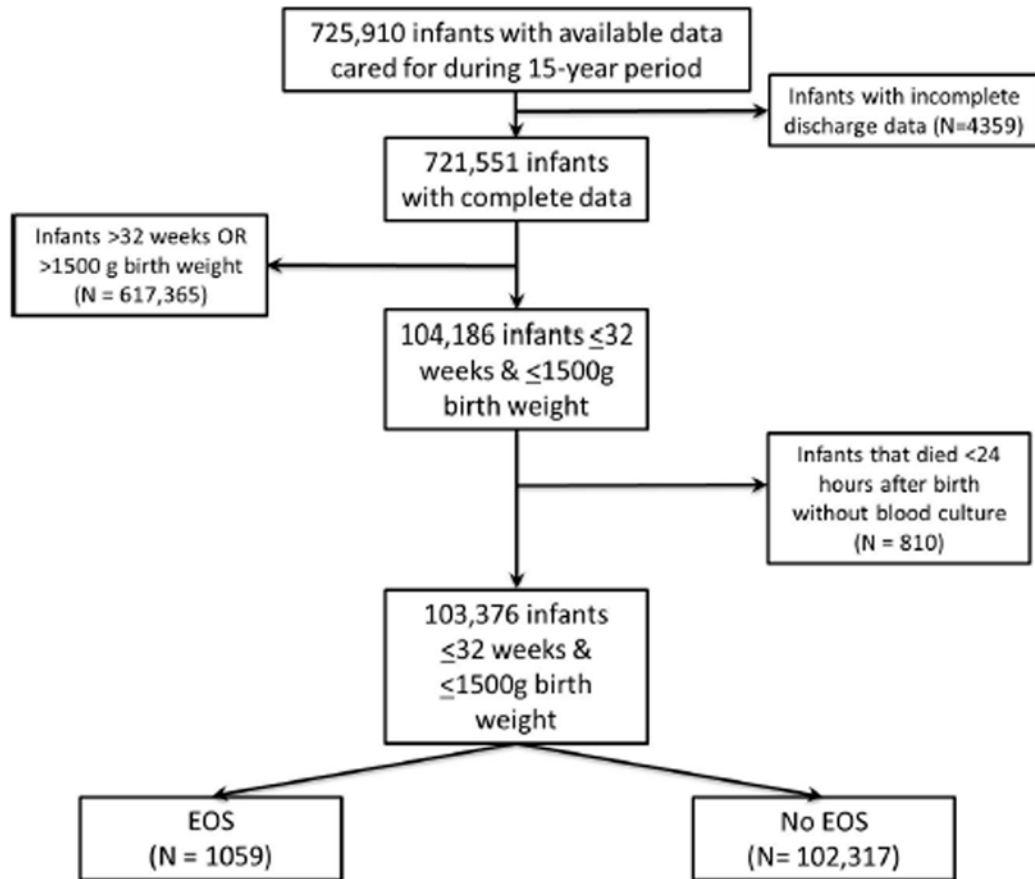 725,910 infants with available data
cared for during 15-year period
Infants with incomplete
discharge data (N=4359)
721,551 infants
with complete data
Infants >32 weeks OR
>1500 g birth weight
(N = 617,365)
104,186 infants ≤32
weeks & ≤1500g
birth weight
Infants that died <24
hours after birth
without blood culture
(N = 810)
103,376 infants
≤32 weeks &
≤1500g birth
weight
EOS
(N = 1059)
No EOS
(N= 102,317)